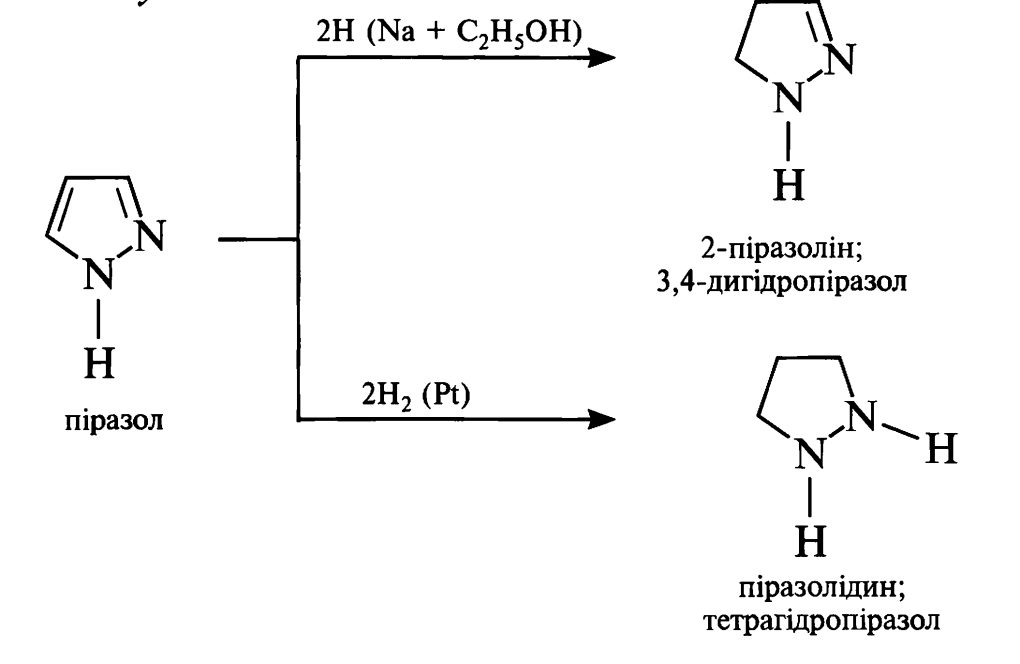 2H (Na + C₂H₅OH)
N
N
H
2-піразолін;
3,4-дигідропіразол
N
N
H
піразол
2H₂ (Pt)
N
H
N
H
піразолідин;
тетрагідропіразол